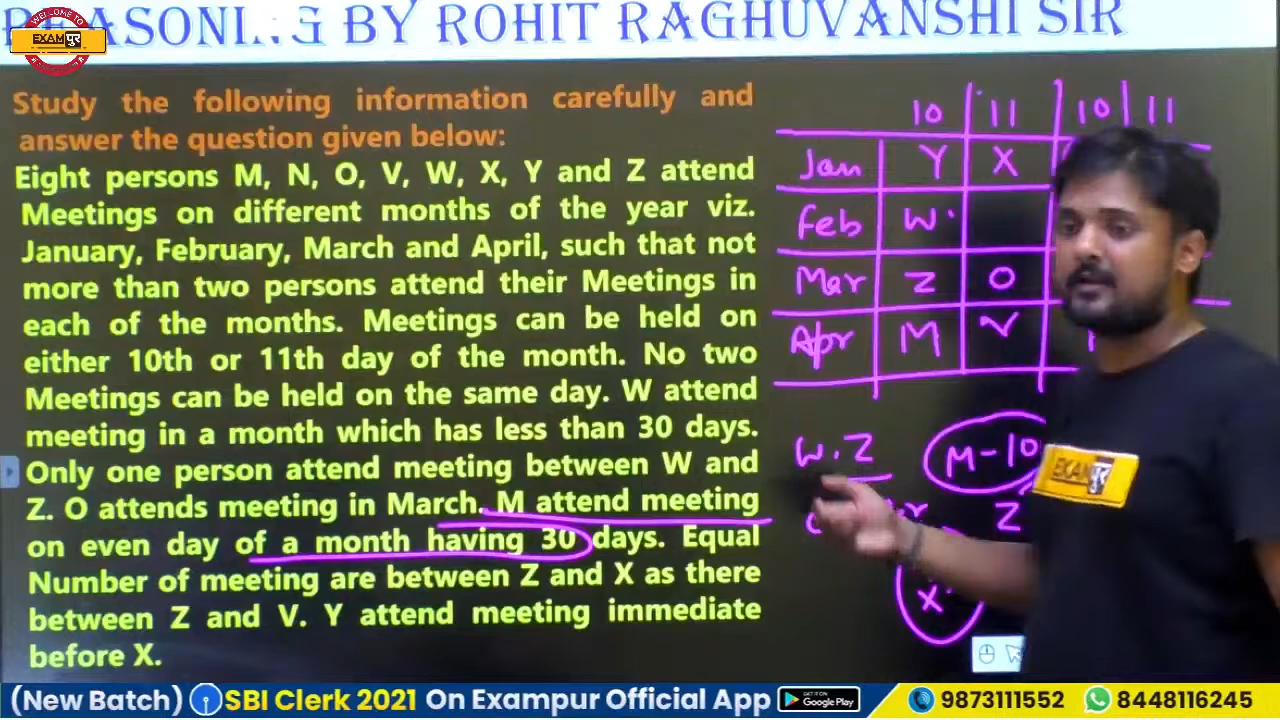 REASONING BY ROHIT RAGHUVANSHI SIR
WELCOME TO
EXAMपुर
Study the following information carefully and
answer the question given below:
Eight persons M, N, O, V, W, X, Y and Z attend
Meetings on different months of the year viz.
January, February, March and April, such that not
more than two persons attend their Meetings in
each of the months. Meetings can be held on
either 10th or 11th day of the month. No two
Meetings can be held on the same day. W attend
meeting in a month which has less than 30 days.
Only one person attend meeting between W and
Z. O attends meeting in March. M attend meeting
on even day of a month having 30 days. Equal
Number of meeting are between Z and X as there
between Z and V. Y attend meeting immediate
before X.
10 11 10 11
Jan Y X
Feb W
Mar Z O
Apr M V
W . Z
M - 10
Z
X
EXAMपुर
(New Batch) SBI Clerk 2021 On Exampur Official App
Google Play
9873111552
8448116245